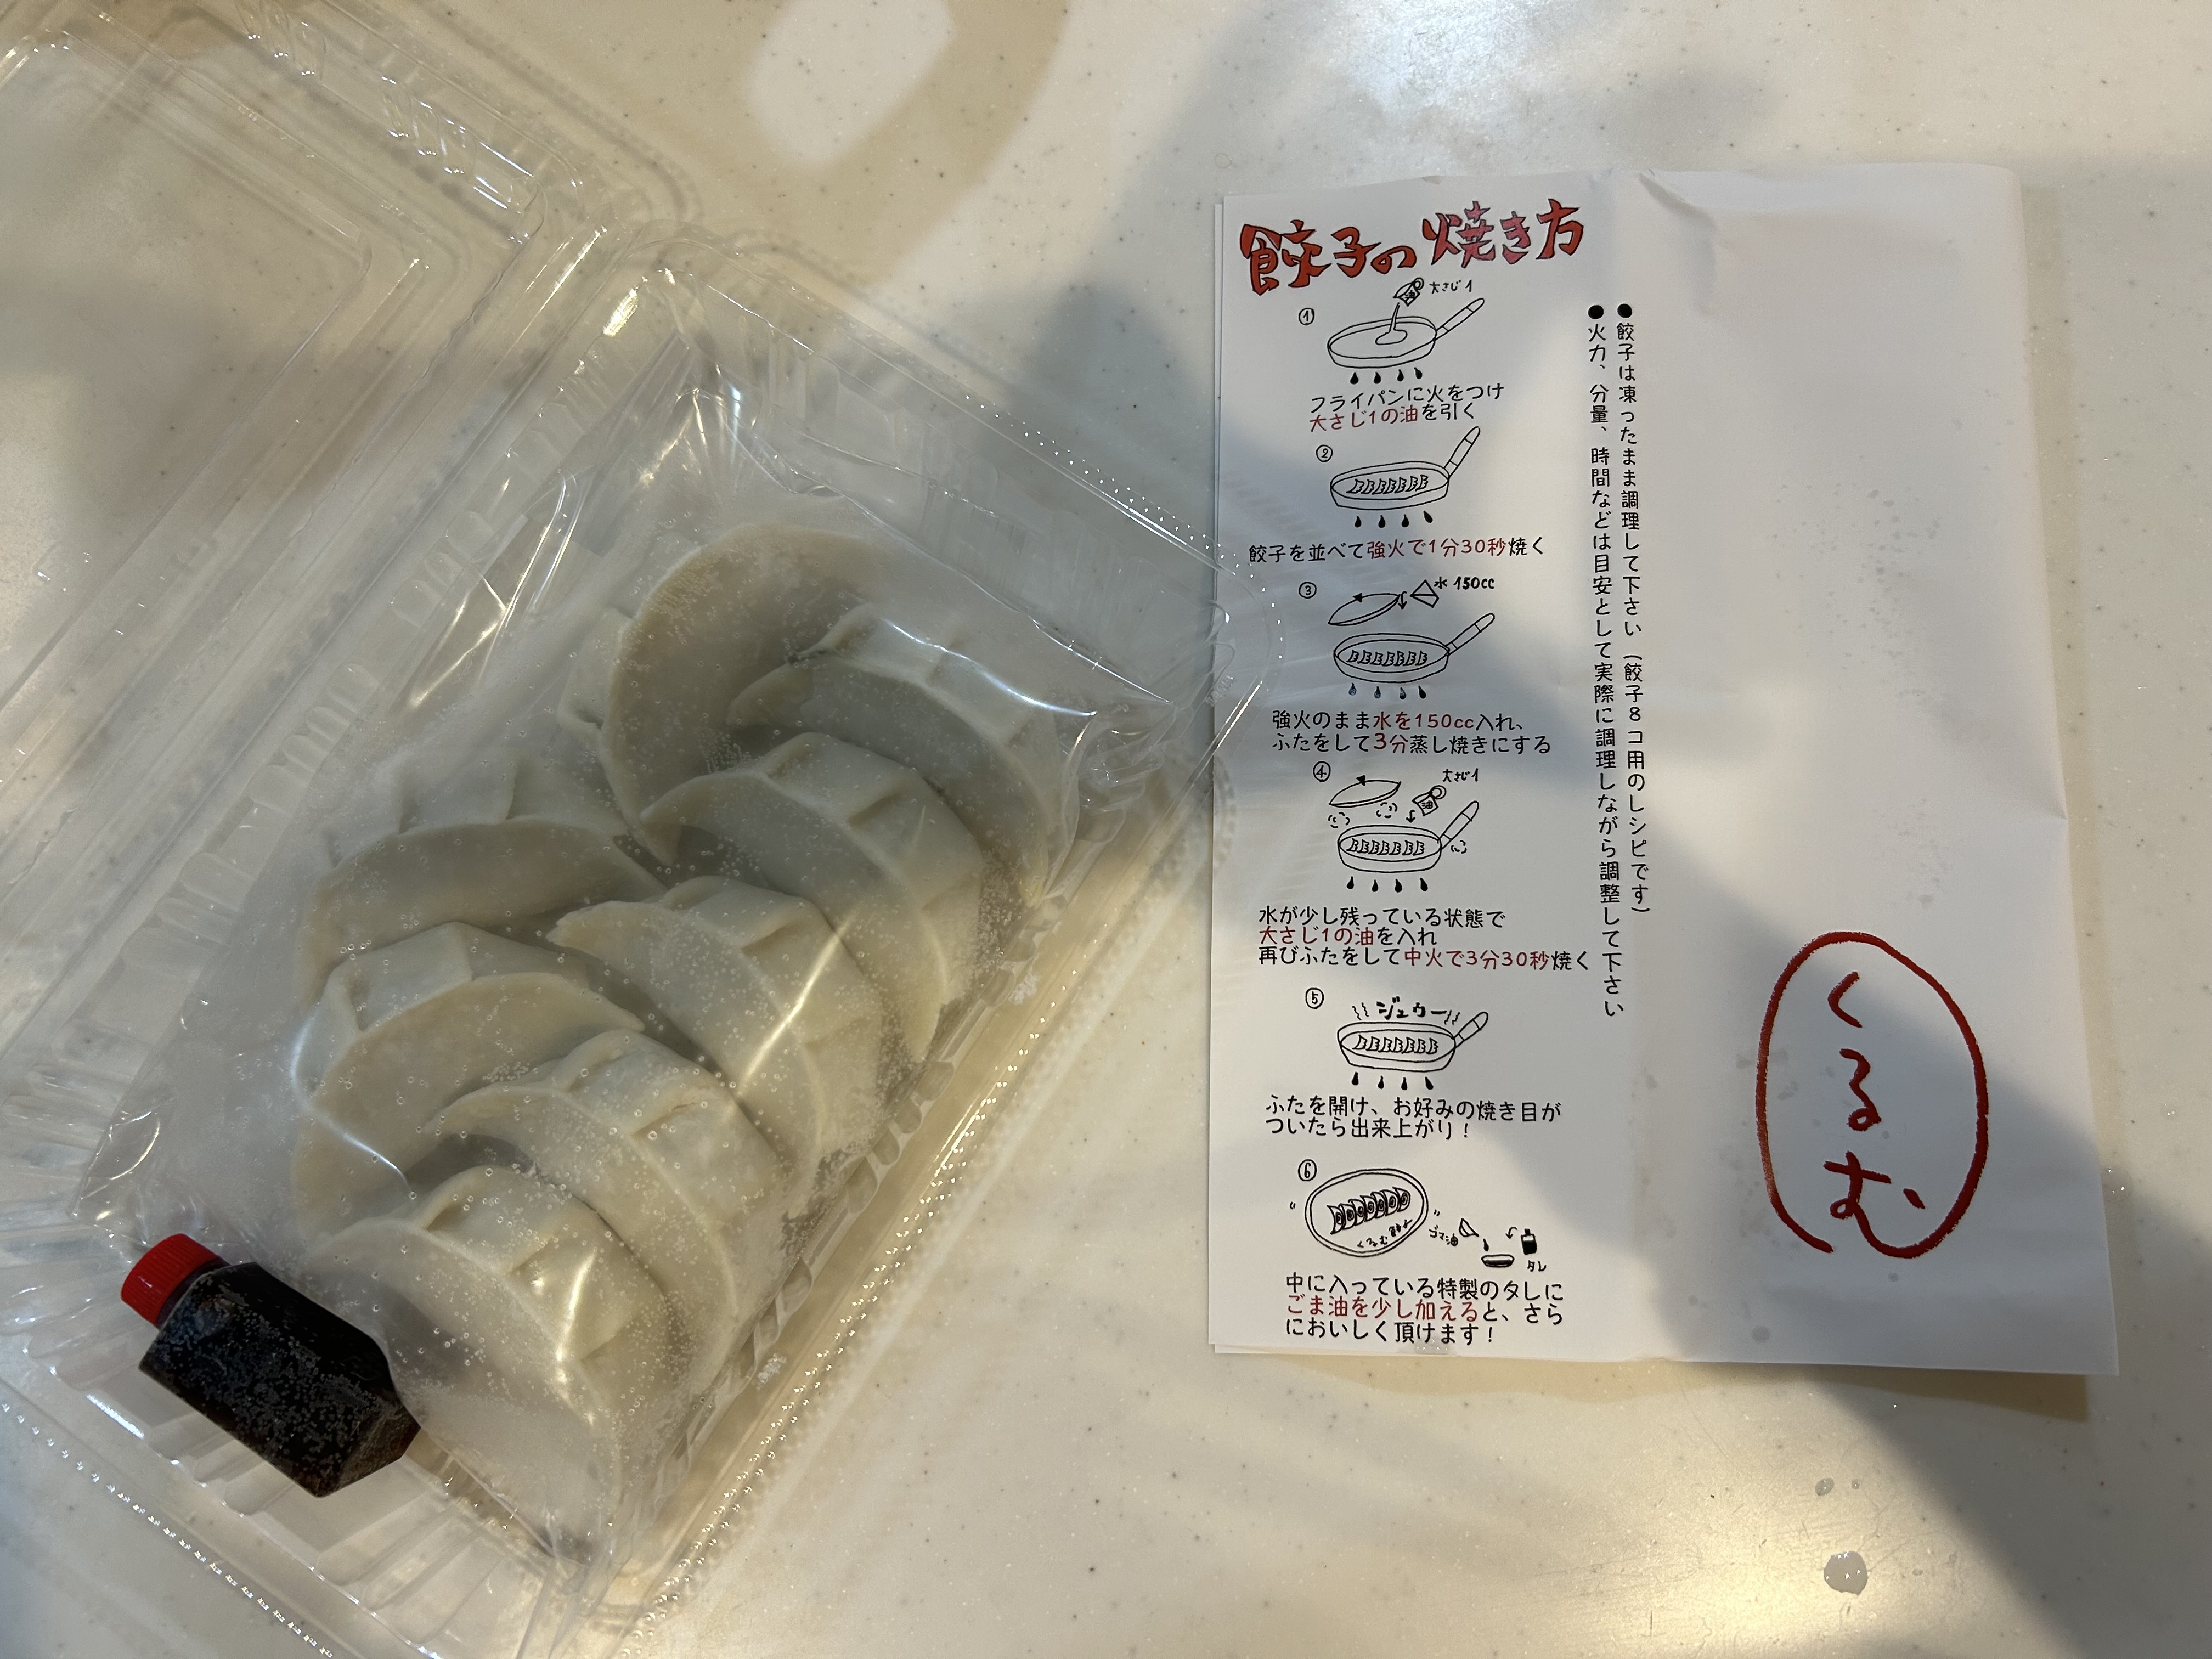 餃子の焼き方
① 大さじ1
フライパンに火をつけ
大さじ1の油を引く
②
餃子を並べて強火で1分30秒焼く
③ 水 150cc
強火のまま水を150cc入れ、
ふたをして3分蒸し焼きにする
④ 大さじ1
油
水が少し残っている状態で
大さじ1の油を入れ
再びふたをして中火で3分30秒焼く
⑤ ジュウー
ふたを開け、お好みの焼き目が
ついたら出来上がり！
⑥
ゴマ油
タレ
中に入っている特製のタレに
ごま油を少し加えると、さら
においしく頂けます！
●餃子は凍ったまま調理して下さい（餃子8コ用のレシピです）
●火力、分量、時間などは目安として実際に調理しながら調整して下さい
くるむ